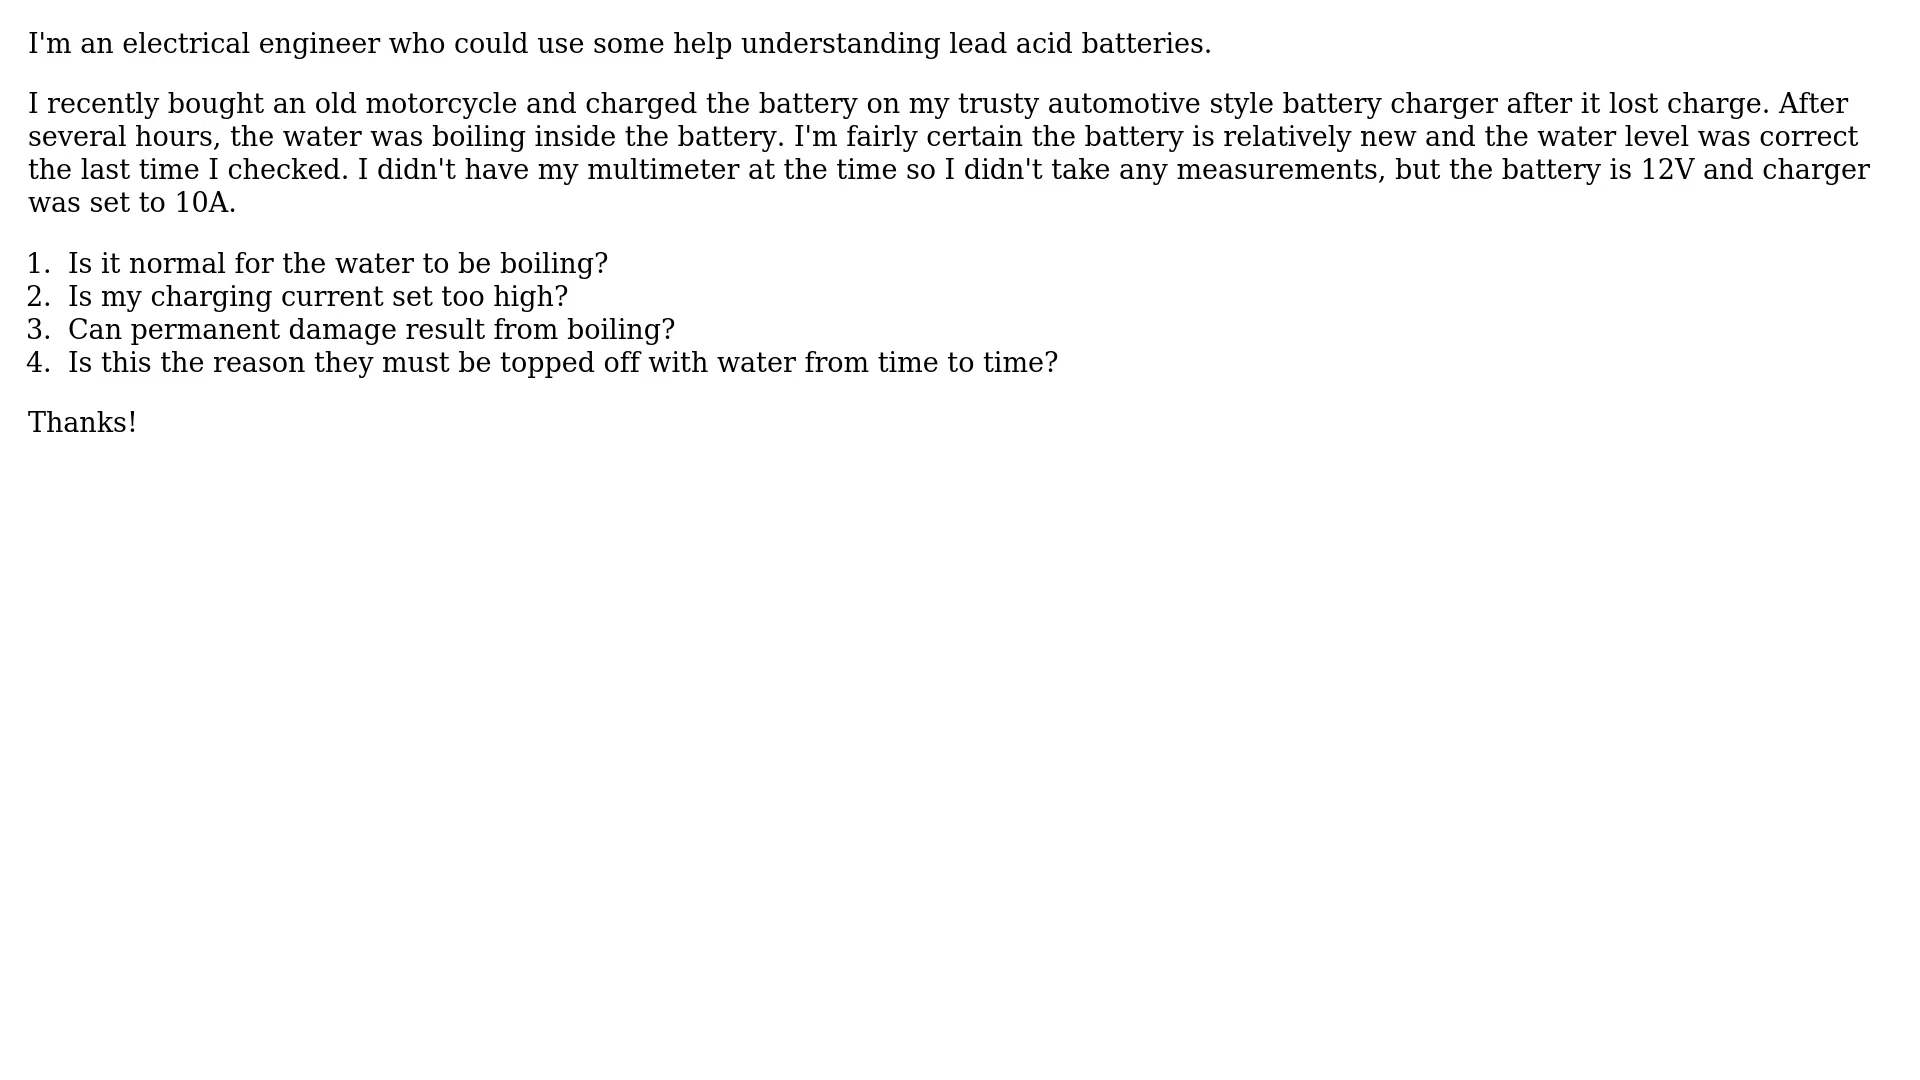 I'm an electrical engineer who could use some help understanding lead acid batteries.
I recently bought an old motorcycle and charged the battery on my trusty automotive style battery charger after it lost charge. After
several hours, the water was boiling inside the battery. I'm fairly certain the battery is relatively new and the water level was correct
the last time I checked. I didn't have my multimeter at the time so I didn't take any measurements, but the battery is 12V and charger
was set to 10A.
1. Is it normal for the water to be boiling?
2. Is my charging current set too high?
3. Can permanent damage result from boiling?
4. Is this the reason they must be topped off with water from time to time?
Thanks!